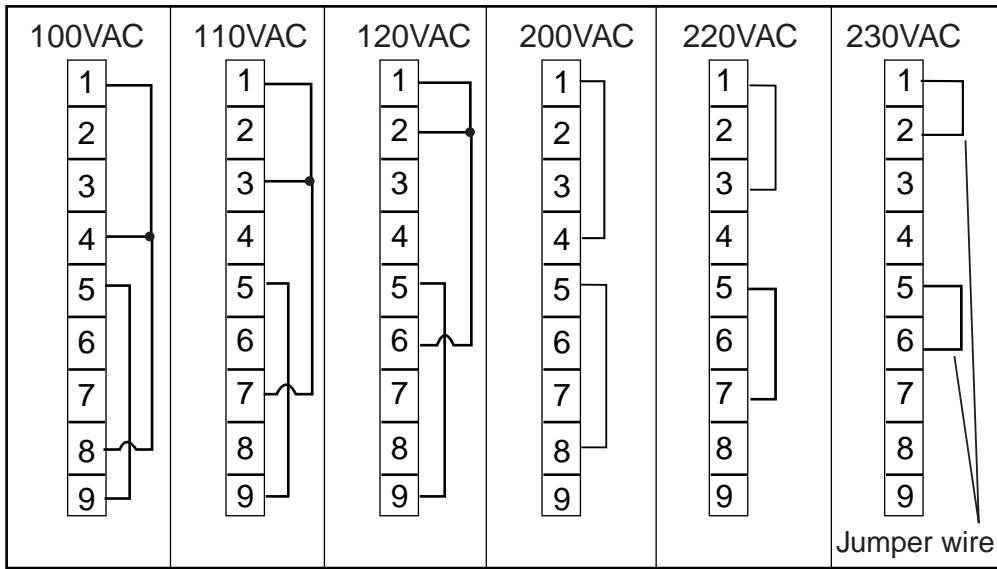 100VAC 110VAC 120VAC 200VAC 220VAC 230VAC
1 1 1 1 1 1
2 2 2 2 2 2
3 3 3 3 3 3
4 4 4 4 4 4
5 5 5 5 5 5
6 6 6 6 6 6
7 7 7 7 7 7
8 8 8 8 8 8
9 9 9 9 9 9
Jumper wire